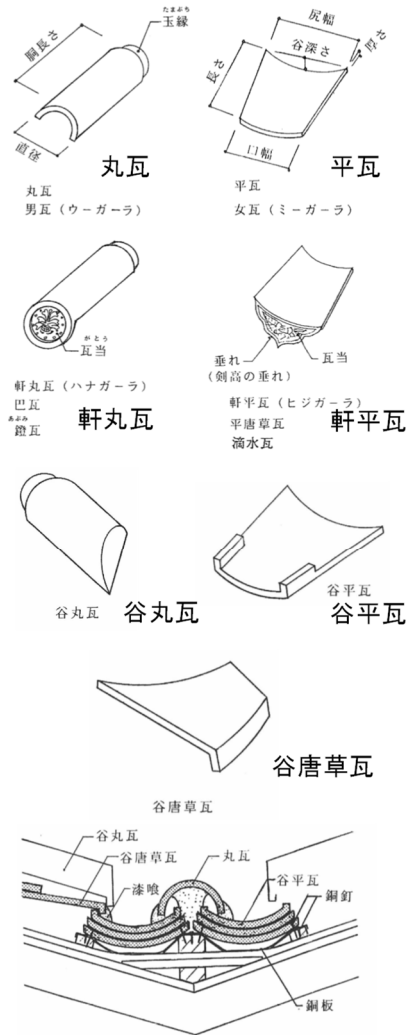 たまぶち
玉縁
胴長さ
直径
丸瓦
丸瓦
男瓦（ウーガーラ）
尻幅
谷深さ
厚さ
長さ
口幅
平瓦
平瓦
女瓦（ミーガーラ）
がとう
瓦当
軒丸瓦（ハナガーラ）
巴瓦
あぶみ
鐙瓦
軒丸瓦
垂れ
（剣高の垂れ）
瓦当
軒平瓦（ヒジガーラ）
平唐草瓦
滴水瓦
軒平瓦
谷丸瓦
谷丸瓦
谷平瓦
谷平瓦
谷唐草瓦
谷唐草瓦
谷丸瓦
谷唐草瓦
漆喰
丸瓦
谷平瓦
銅釘
銅板